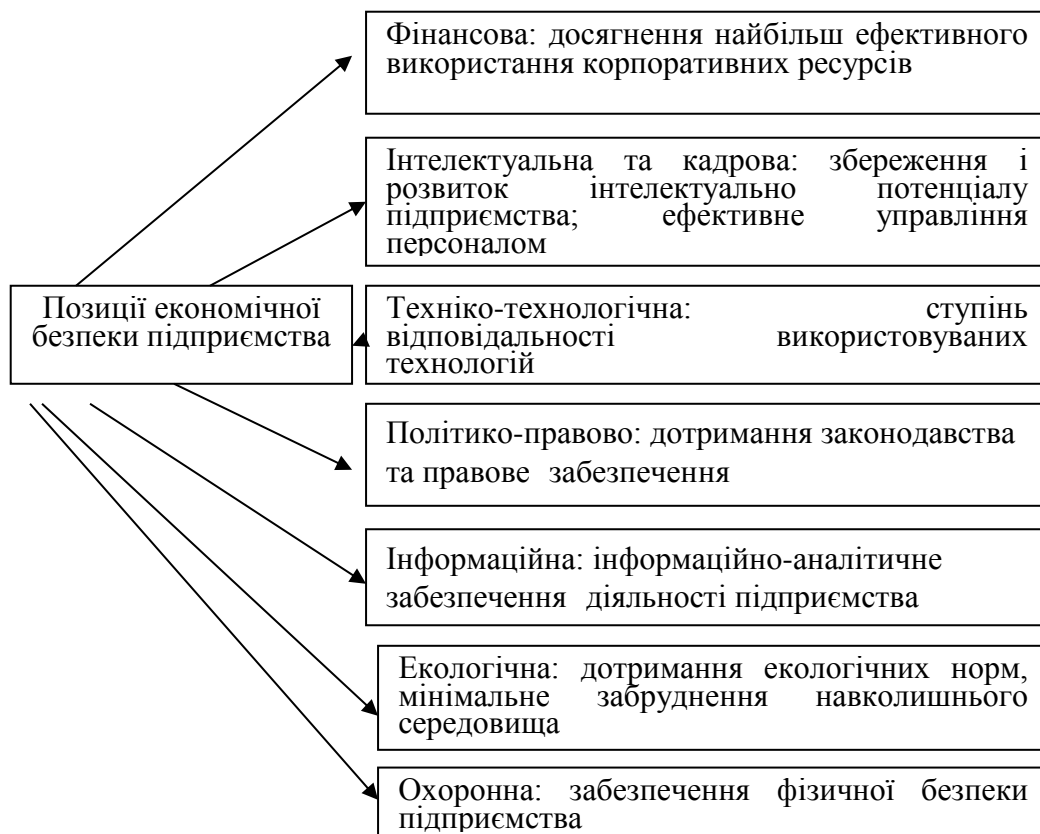 Фінансова: досягнення найбільш ефективного
використання корпоративних ресурсів
Інтелектуальна та кадрова: збереження і
розвиток інтелектуально потенціалу
підприємства; ефективне управління
персоналом
Позиції економічної
безпеки підприємства
Техніко-технологічна: ступінь
відповідальності використовуваних
технологій
Політико-правово: дотримання законодавства
та правове забезпечення
Інформаційна: інформаційно-аналітичне
забезпечення діяльності підприємства
Екологічна: дотримання екологічних норм,
мінімальне забруднення навколишнього
середовища
Охоронна: забезпечення фізичної безпеки
підприємства